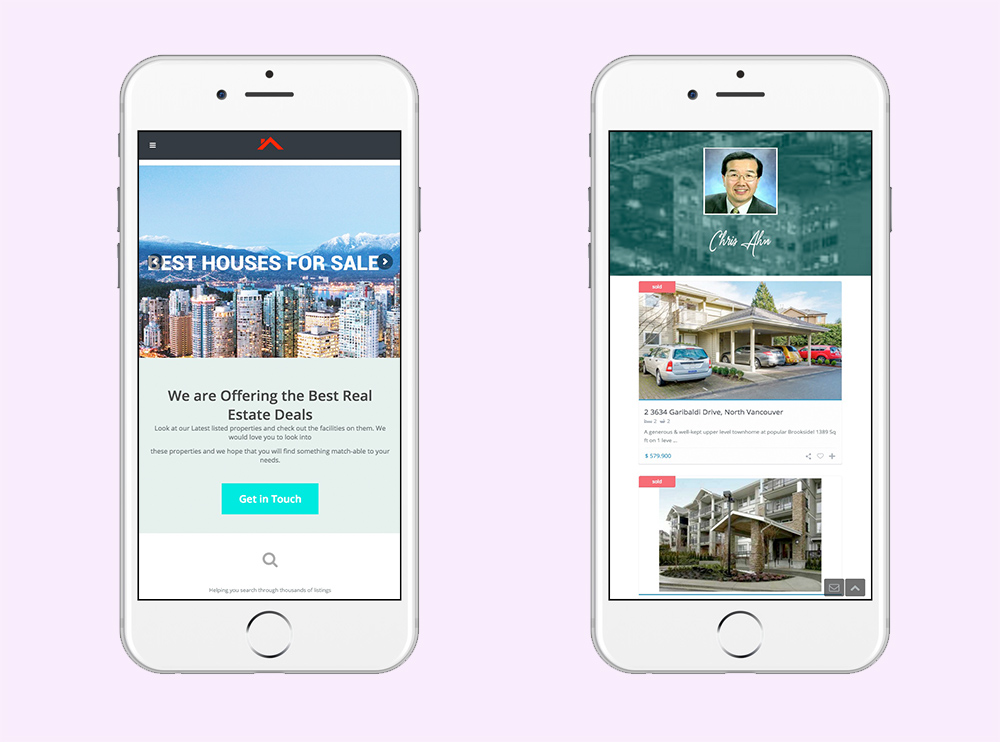 BEST HOUSES FOR SALE
We are Offering the Best Real
Estate Deals
Look at our Latest listed properties and check out the facilities on them. We
would love you to look into
these properties and we hope that you will find something match-able to your
needs.
Get in Touch
Helping you search through thousands of listings
Chris Ahn
sold
2 3634 Garibaldi Drive, North Vancouver
2 2
A generous & well-kept upper level townhome at popular Brookside! 1389 Sq
ft on 1 leve ...
$ 579.900
sold